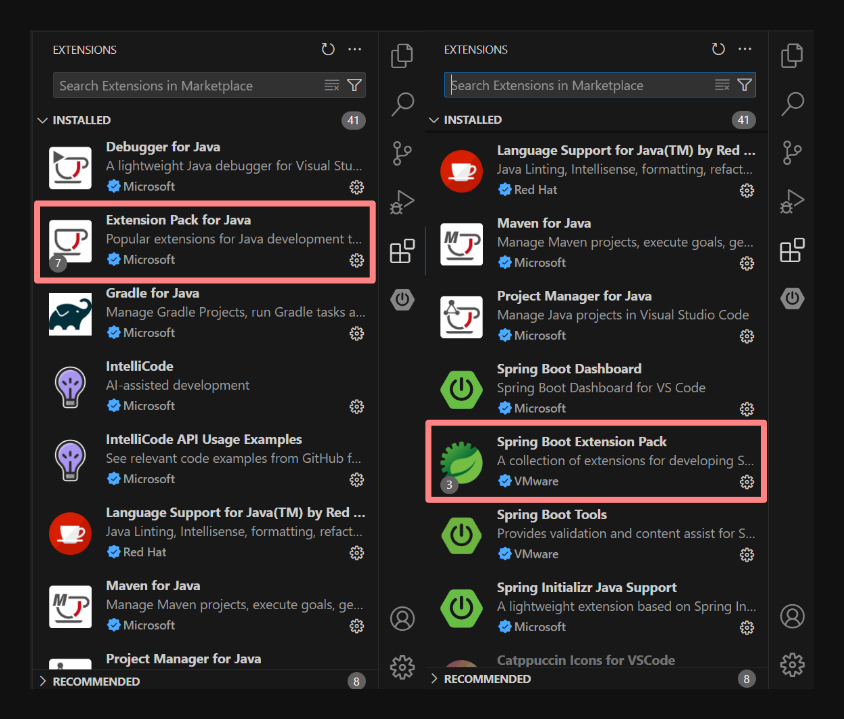 EXTENSIONS
Search Extensions in Marketplace
INSTALLED
41
Debugger for Java
A lightweight Java debugger for Visual Stu...
Microsoft
Extension Pack for Java
Popular extensions for Java development t...
7
Microsoft
Gradle for Java
Manage Gradle Projects, run Gradle tasks a...
Microsoft
IntelliCode
AI-assisted development
Microsoft
IntelliCode API Usage Examples
See relevant code examples from GitHub f...
Microsoft
Language Support for Java(TM) by Red ...
Java Linting, Intellisense, formatting, refact...
Red Hat
Maven for Java
Manage Maven projects, execute goals, ge...
M
Microsoft
Project Manager for Java
RECOMMENDED
8
EXTENSIONS
Search Extensions in Marketplace
INSTALLED
41
Language Support for Java(TM) by Red ...
Java Linting, Intellisense, formatting, refact...
Red Hat
Maven for Java
Manage Maven projects, execute goals, ge...
M
Microsoft
Project Manager for Java
Manage Java projects in Visual Studio Code
Microsoft
Spring Boot Dashboard
Spring Boot Dashboard for VS Code
Microsoft
Spring Boot Extension Pack
A collection of extensions for developing S...
3
VMware
Spring Boot Tools
Provides validation and content assist for S...
VMware
Spring Initializr Java Support
A lightweight extension based on Spring In...
Microsoft
Catppuccin Icons for VSCode
RECOMMENDED
8